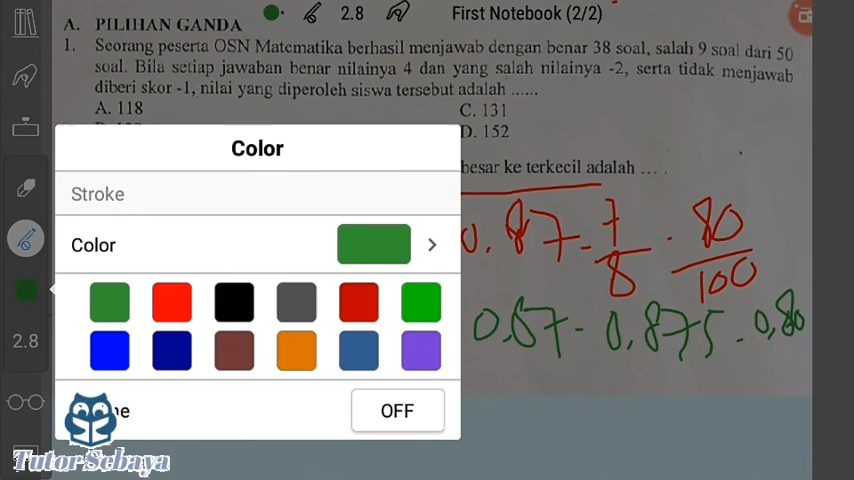 2.8 First Notebook (2/2)
A. PILIHAN GANDA
1. Seorang peserta OSN Matematika berhasil menjawab dengan benar 38 soal, salah 9 soal dari 50
soal. Bila setiap jawaban benar nilainya 4 dan yang salah nilainya -2, serta tidak menjawab
diberi skor -1, nilai yang diperoleh siswa tersebut adalah ......
A. 118 C. 131
D. 152
besar ke terkecil adalah ....
0.87 - 7/8 . 80/100
0.87 - 0.875 . 0,80
Color
Stroke
Color
OFF
2.8
TutorSebaya